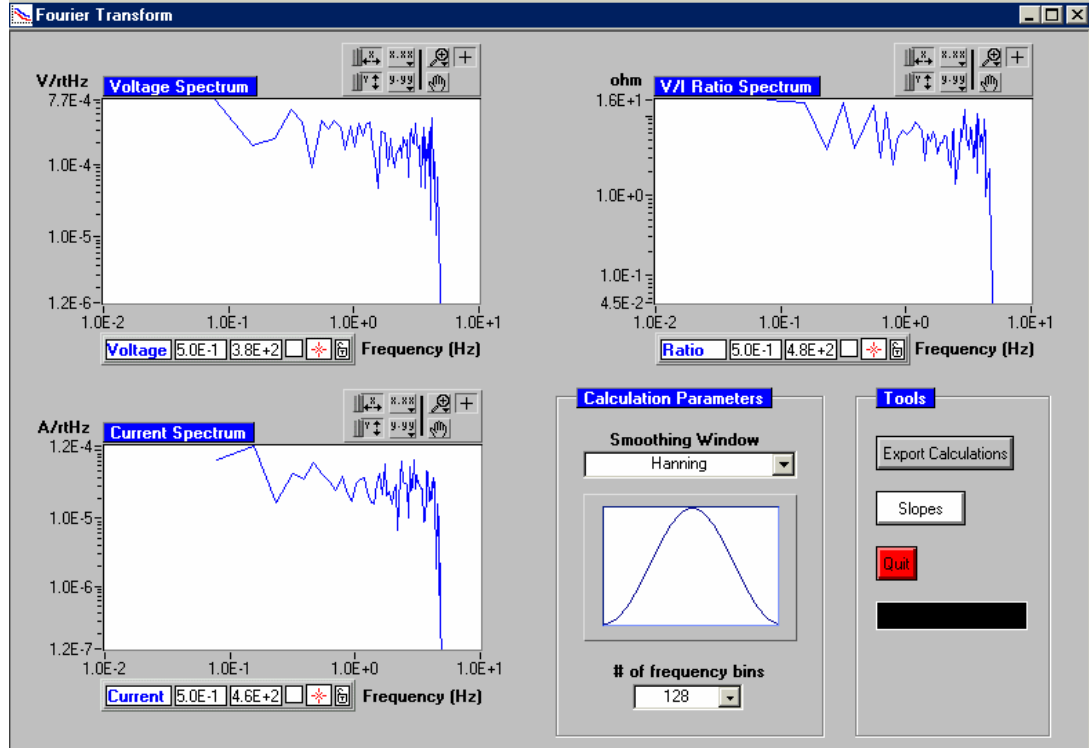 Fourier Transform
V/rtHz
Voltage Spectrum
x.xx
y.yy
7.7E-4
1.0E-4
1.0E-5
1.2E-6
1.0E-2 1.0E-1 1.0E+0 1.0E+1
Voltage 5.0E-1 3.8E+2 Frequency (Hz)
ohm
V/I Ratio Spectrum
x.xx
y.yy
1.6E+1
1.0E+0
1.0E-1
4.5E-2
1.0E-2 1.0E-1 1.0E+0 1.0E+1
Ratio 5.0E-1 4.8E+2 Frequency (Hz)
A/rtHz
Current Spectrum
x.xx
y.yy
1.2E-4
1.0E-5
1.0E-6
1.2E-7
1.0E-2 1.0E-1 1.0E+0 1.0E+1
Current 5.0E-1 4.6E+2 Frequency (Hz)
Calculation Parameters
Smoothing Window
Hanning
# of frequency bins
128
Tools
Export Calculations
Slopes
Quit